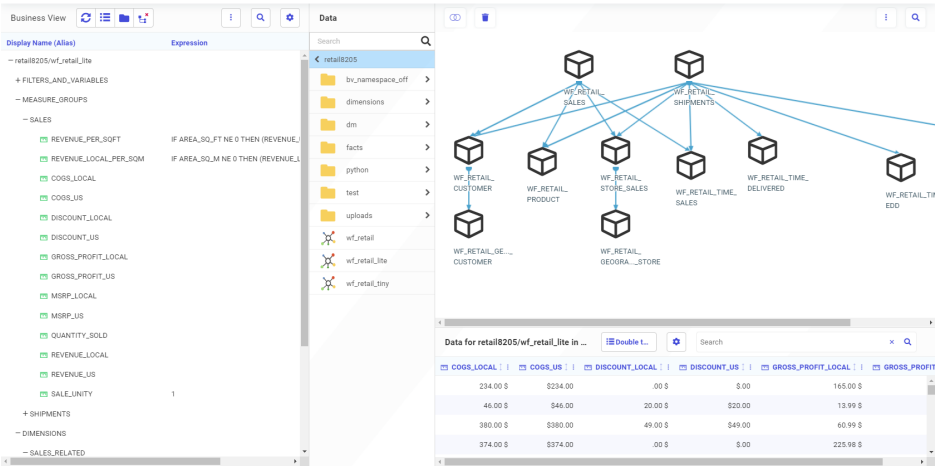 Business View
Display Name (Alias) Expression
retail8205/wf_retail_lite
FILTERS_AND_VARIABLES
MEASURE_GROUPS
SALES
REVENUE_PER_SQFT IF AREA_SQ_FT NE 0 THEN (REVENUE_
REVENUE_LOCAL_PER_SQM IF AREA_SQ_M NE 0 THEN (REVENUE_L
COGS_LOCAL
COGS_US
DISCOUNT_LOCAL
DISCOUNT_US
GROSS_PROFIT_LOCAL
GROSS_PROFIT_US
MSRP_LOCAL
MSRP_US
QUANTITY_SOLD
REVENUE_LOCAL
REVENUE_US
SALE_UNITY 1
SHIPMENTS
DIMENSIONS
SALES_RELATED
Data
Search
retail8205
bv_namespace_off
dimensions
dm
facts
python
test
uploads
wf_retail
wf_retail_lite
wf_retail_tiny
WF_RETAIL_
SALES
WF_RETAIL_
SHIPMENTS
WF_RETAIL_
CUSTOMER
WF_RETAIL_
PRODUCT
WF_RETAIL_
STORE_SALES
WF_RETAIL_TIME_
SALES
WF_RETAIL_TIME_
DELIVERED
WF_RETAIL_TIM
EDD
WF_RETAIL_GE..._
CUSTOMER
WF_RETAIL_
GEOGRA..._STORE
Data for retail8205/wf_retail_lite in ... Double t... Search
COGS_LOCAL COGS_US DISCOUNT_LOCAL DISCOUNT_US GROSS_PROFIT_LOCAL GROSS_PROFIT
234.00 $ $234.00 .00 $ $.00 165.00 $
46.00 $ $46.00 20.00 $ $20.00 13.99 $
380.00 $ $380.00 49.00 $ $49.00 60.99 $
374.00 $ $374.00 .00 $ $.00 225.98 $